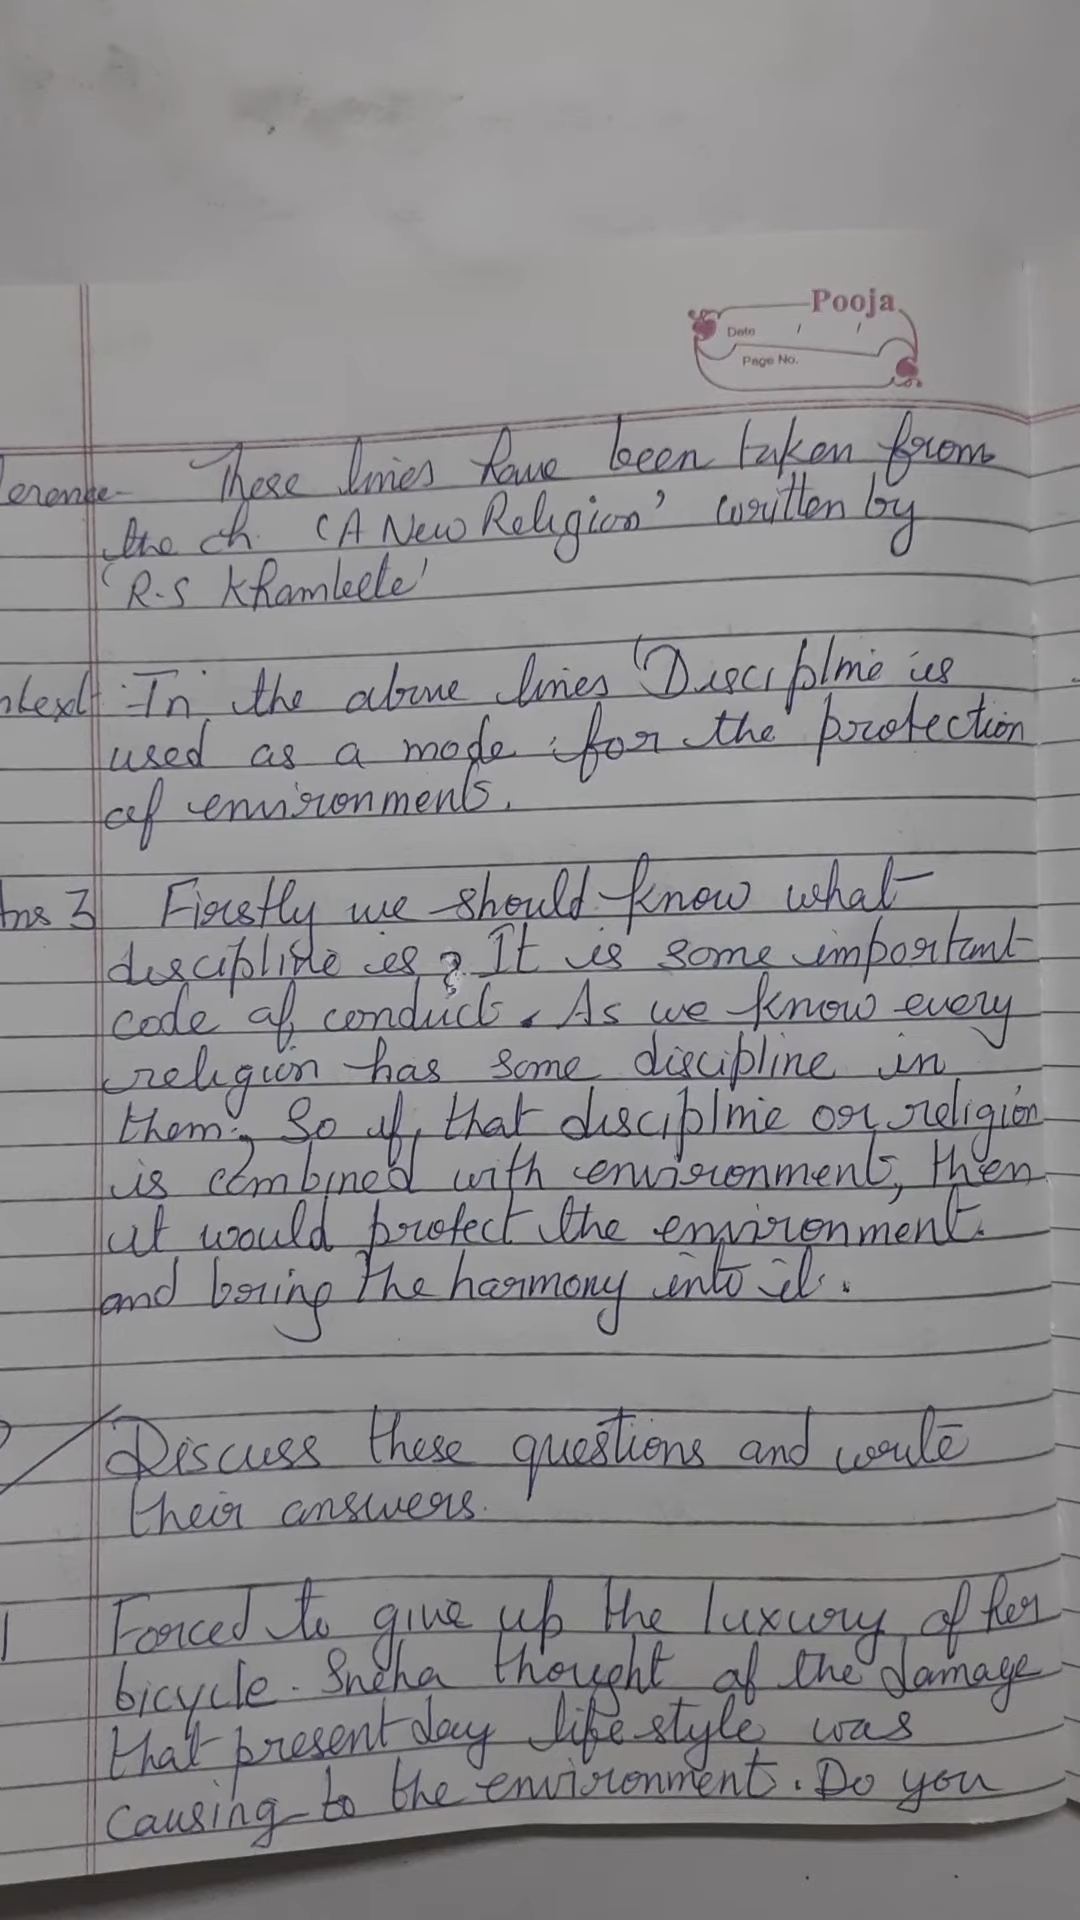 Pooja
Date / /
Page No.
erence- These lines have been taken from
the ch. 'A New Religion' written by
'R.S Khamkete'
ntext :- In the above lines 'Discipline is
used as a mode for the protection
of environments.
Ans 3 Firstly we should know what
discipline is? It is some important
code of conduct. As we know every
religion has some discipline in
them. So if that discipline or religion
is combined with environment, then
it would protect the environment.
and bring the harmony into it.
Discuss these questions and write
their answers.
1 Forced to give up the luxury of her
bicycle. Sneha thought of the damage
that present day life style was
causing to the environment. Do you